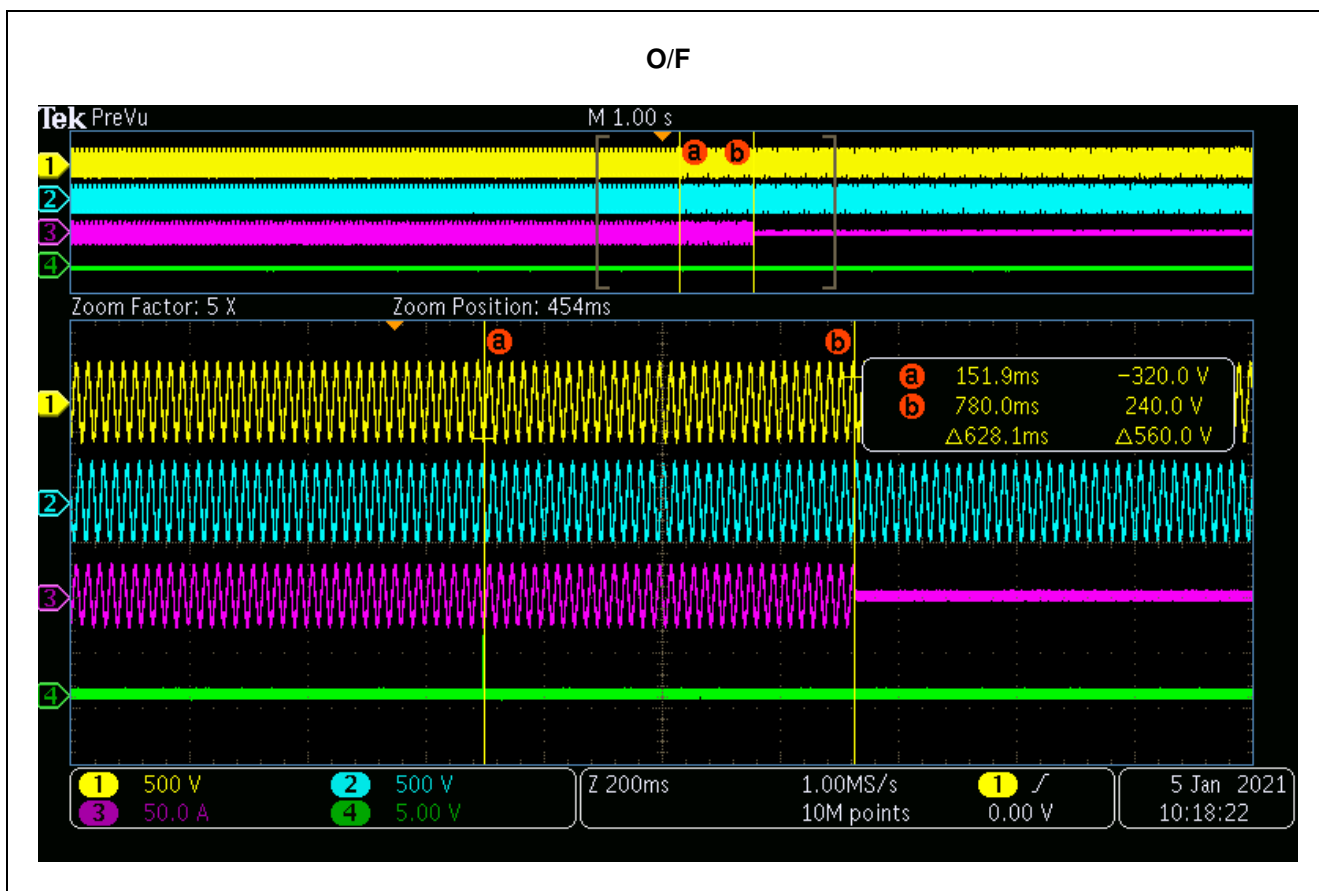 O/F
Tek PreVu M 1.00 s
a b
1
2
3
4
Zoom Factor: 5 X Zoom Position: 454ms
a b
a 151.9ms -320.0 V
b 780.0ms 240.0 V
Δ628.1ms Δ560.0 V
1
2
3
4
1 500 V 2 500 V Z 200ms 1.00MS/s 1 5 Jan 2021
3 50.0 A 4 5.00 V 10M points 0.00 V 10:18:22